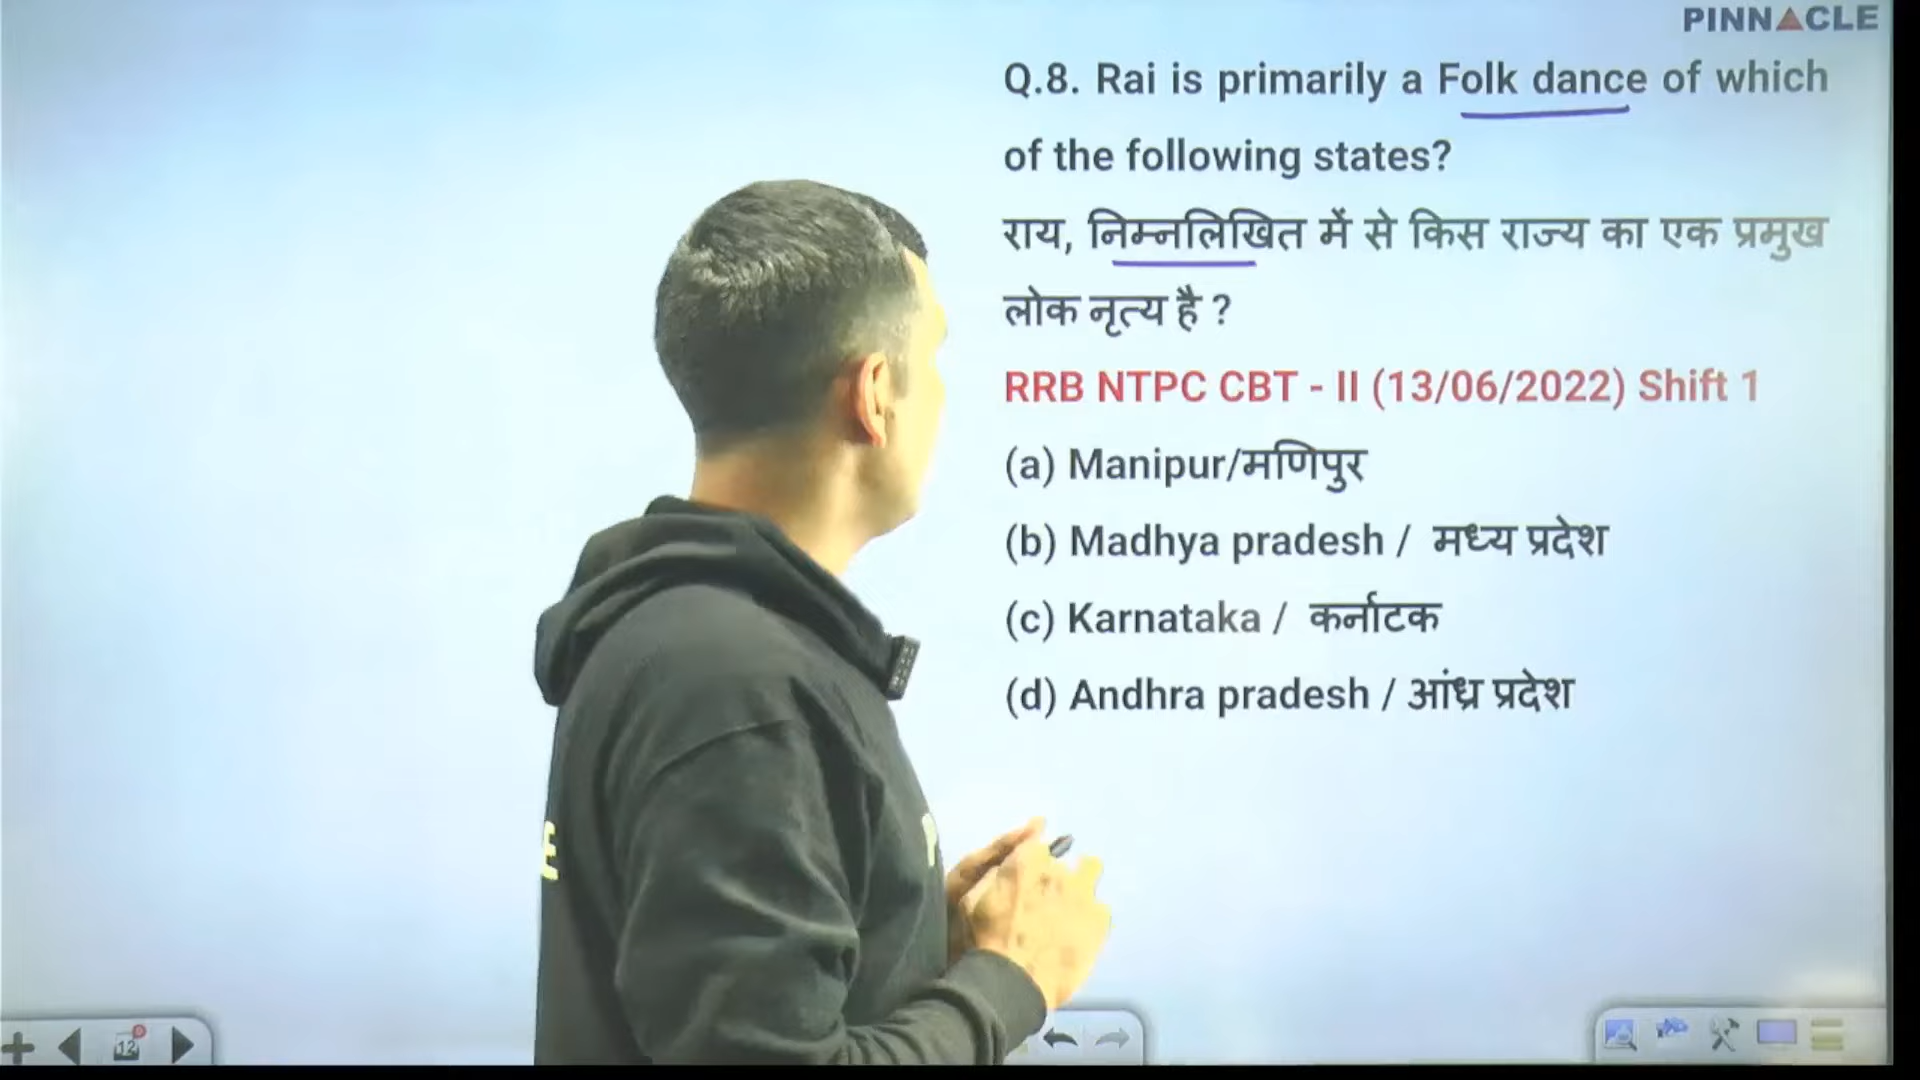 PINNACLE
Q.8. Rai is primarily a Folk dance of which
of the following states?
राय, निम्नलिखित में से किस राज्य का एक प्रमुख
लोक नृत्य है ?
RRB NTPC CBT - II (13/06/2022) Shift 1
(a) Manipur/मणिपुर
(b) Madhya pradesh / मध्य प्रदेश
(c) Karnataka / कर्नाटक
(d) Andhra pradesh / आंध्र प्रदेश
12